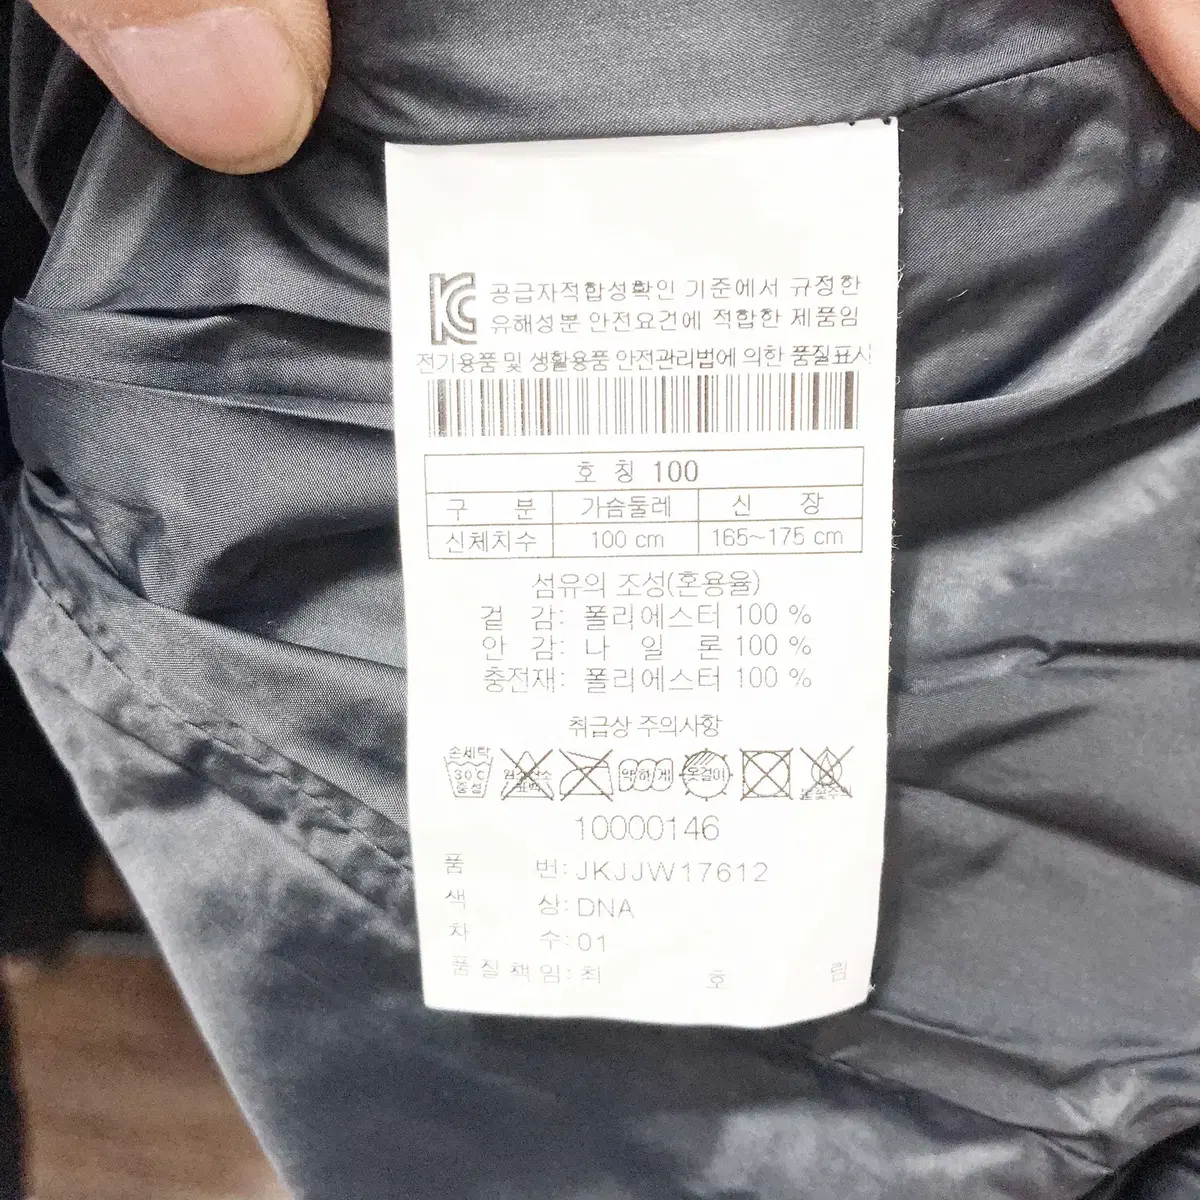 KC 공급자적합성확인 기준에서 규정한
유해성분 안전요건에 적합한 제품임
전기용품 및 생활용품 안전관리법에 의한 품질표시
호 칭 100
구 분 가슴둘레 신 장
신체치수 100 cm 165~175 cm
섬유의 조성(혼용율)
겉 감: 폴리에스터 100 %
안 감: 나 일 론 100 %
충전재: 폴리에스터 100 %
취급상 주의사항
손세탁 30℃ 중성 염소산소표백 약하게 옷걸이
10000146
품 번: JKJJW17612
색 상: DNA
차 수: 01
품질책임: 최 호 림